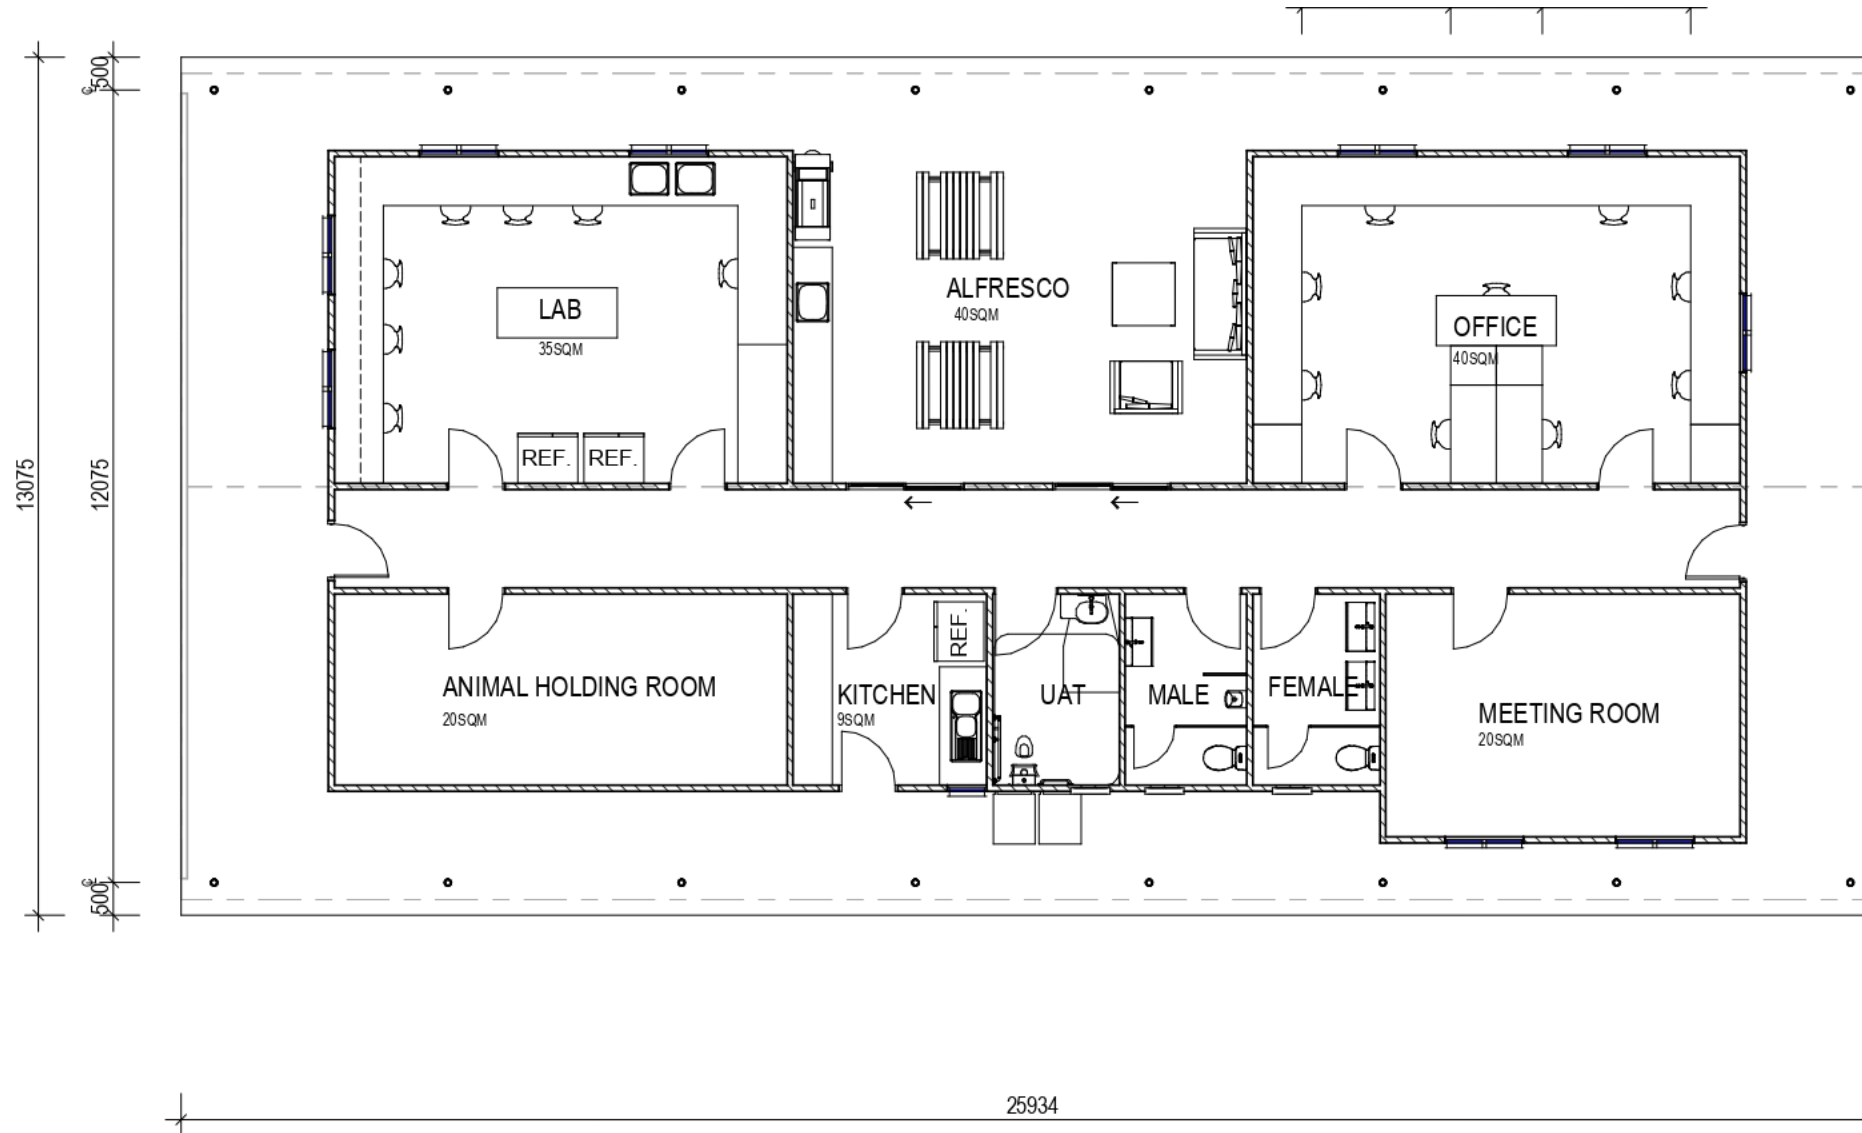 500
13075
12075
500
LAB
35SQM
REF.
REF.
ALFRESCO
40SQM
OFFICE
40SQM
ANIMAL HOLDING ROOM
20SQM
KITCHEN
9SQM
REF.
UAT
MALE
FEMALE
MEETING ROOM
20SQM
25934